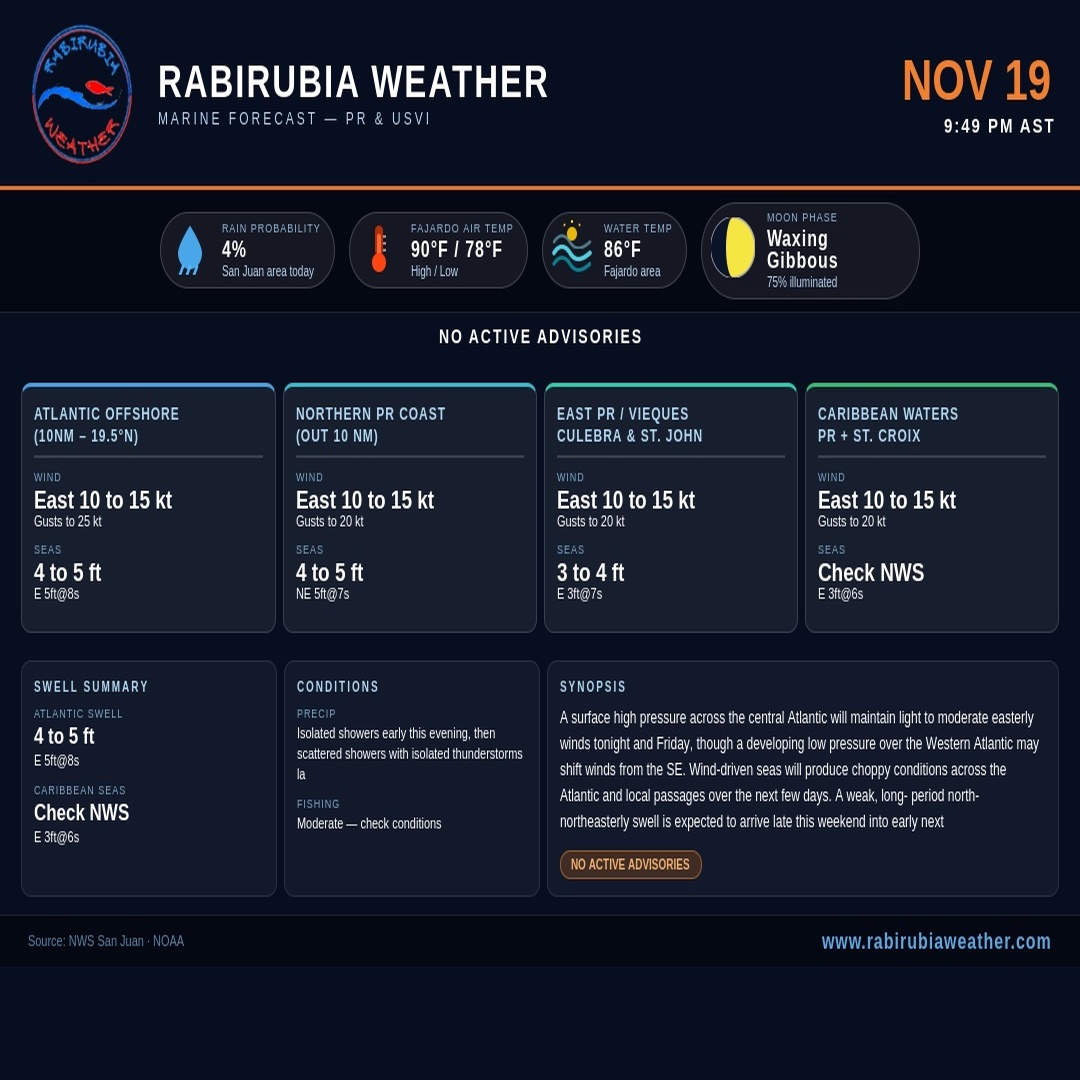 RABIRUBIA
WEATHER
RABIRUBIA WEATHER
MARINE FORECAST — PR & USVI
NOV 19
9:49 PM AST
RAIN PROBABILITY
4%
San Juan area today
FAJARDO AIR TEMP
90°F / 78°F
High / Low
WATER TEMP
86°F
Fajardo area
MOON PHASE
Waxing
Gibbous
75% illuminated
NO ACTIVE ADVISORIES
ATLANTIC OFFSHORE
(10NM – 19.5°N)
WIND
East 10 to 15 kt
Gusts to 25 kt
SEAS
4 to 5 ft
E 5ft@8s
NORTHERN PR COAST
(OUT 10 NM)
WIND
East 10 to 15 kt
Gusts to 20 kt
SEAS
4 to 5 ft
NE 5ft@7s
EAST PR / VIEQUES
CULEBRA & ST. JOHN
WIND
East 10 to 15 kt
Gusts to 20 kt
SEAS
3 to 4 ft
E 3ft@7s
CARIBBEAN WATERS
PR + ST. CROIX
WIND
East 10 to 15 kt
Gusts to 20 kt
SEAS
Check NWS
E 3ft@6s
SWELL SUMMARY
ATLANTIC SWELL
4 to 5 ft
E 5ft@8s
CARIBBEAN SEAS
Check NWS
E 3ft@6s
CONDITIONS
PRECIP
Isolated showers early this evening, then
scattered showers with isolated thunderstorms
la
FISHING
Moderate — check conditions
SYNOPSIS
A surface high pressure across the central Atlantic will maintain light to moderate easterly
winds tonight and Friday, though a developing low pressure over the Western Atlantic may
shift winds from the SE. Wind-driven seas will produce choppy conditions across the
Atlantic and local passages over the next few days. A weak, long- period north-
northeasterly swell is expected to arrive late this weekend into early next
NO ACTIVE ADVISORIES
Source: NWS San Juan · NOAA
www.rabirubiaweather.com